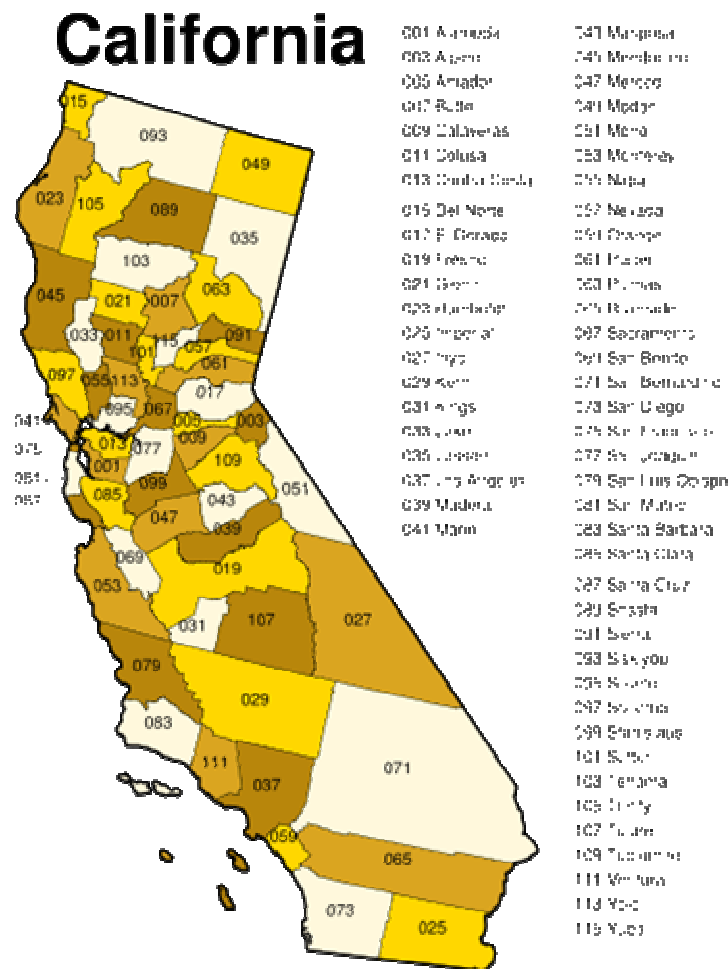 California
001 Alameda
003 Alpine
005 Amador
007 Butte
009 Calaveras
011 Colusa
013 Contra Costa
015 Del Norte
017 El Dorado
019 Fresno
021 Glenn
023 Humboldt
025 Imperial
027 Inyo
029 Kern
031 Kings
033 Lake
035 Lassen
037 Los Angeles
039 Madera
041 Marin
043 Mariposa
045 Mendocino
047 Merced
049 Modoc
051 Mono
053 Monterey
055 Napa
057 Nevada
059 Orange
061 Placer
063 Plumas
065 Riverside
067 Sacramento
069 San Benito
071 San Bernardino
073 San Diego
075 San Francisco
077 San Joaquin
079 San Luis Obispo
081 San Mateo
083 Santa Barbara
085 Santa Clara
087 Santa Cruz
089 Shasta
091 Sierra
093 Siskiyou
095 Solano
097 Sonoma
099 Stanislaus
101 Sutter
103 Tehama
105 Trinity
107 Tulare
109 Tuolumne
111 Ventura
113 Yolo
115 Yuba
015
093
049
023
105
089
035
103
045
021
007
063
033
011
115
057
091
101
061
097
055
113
017
095
067
005
003
041
013
077
009
075
001
109
081
085
099
043
051
087
047
039
069
019
053
031
107
027
079
029
083
111
037
071
059
065
073
025